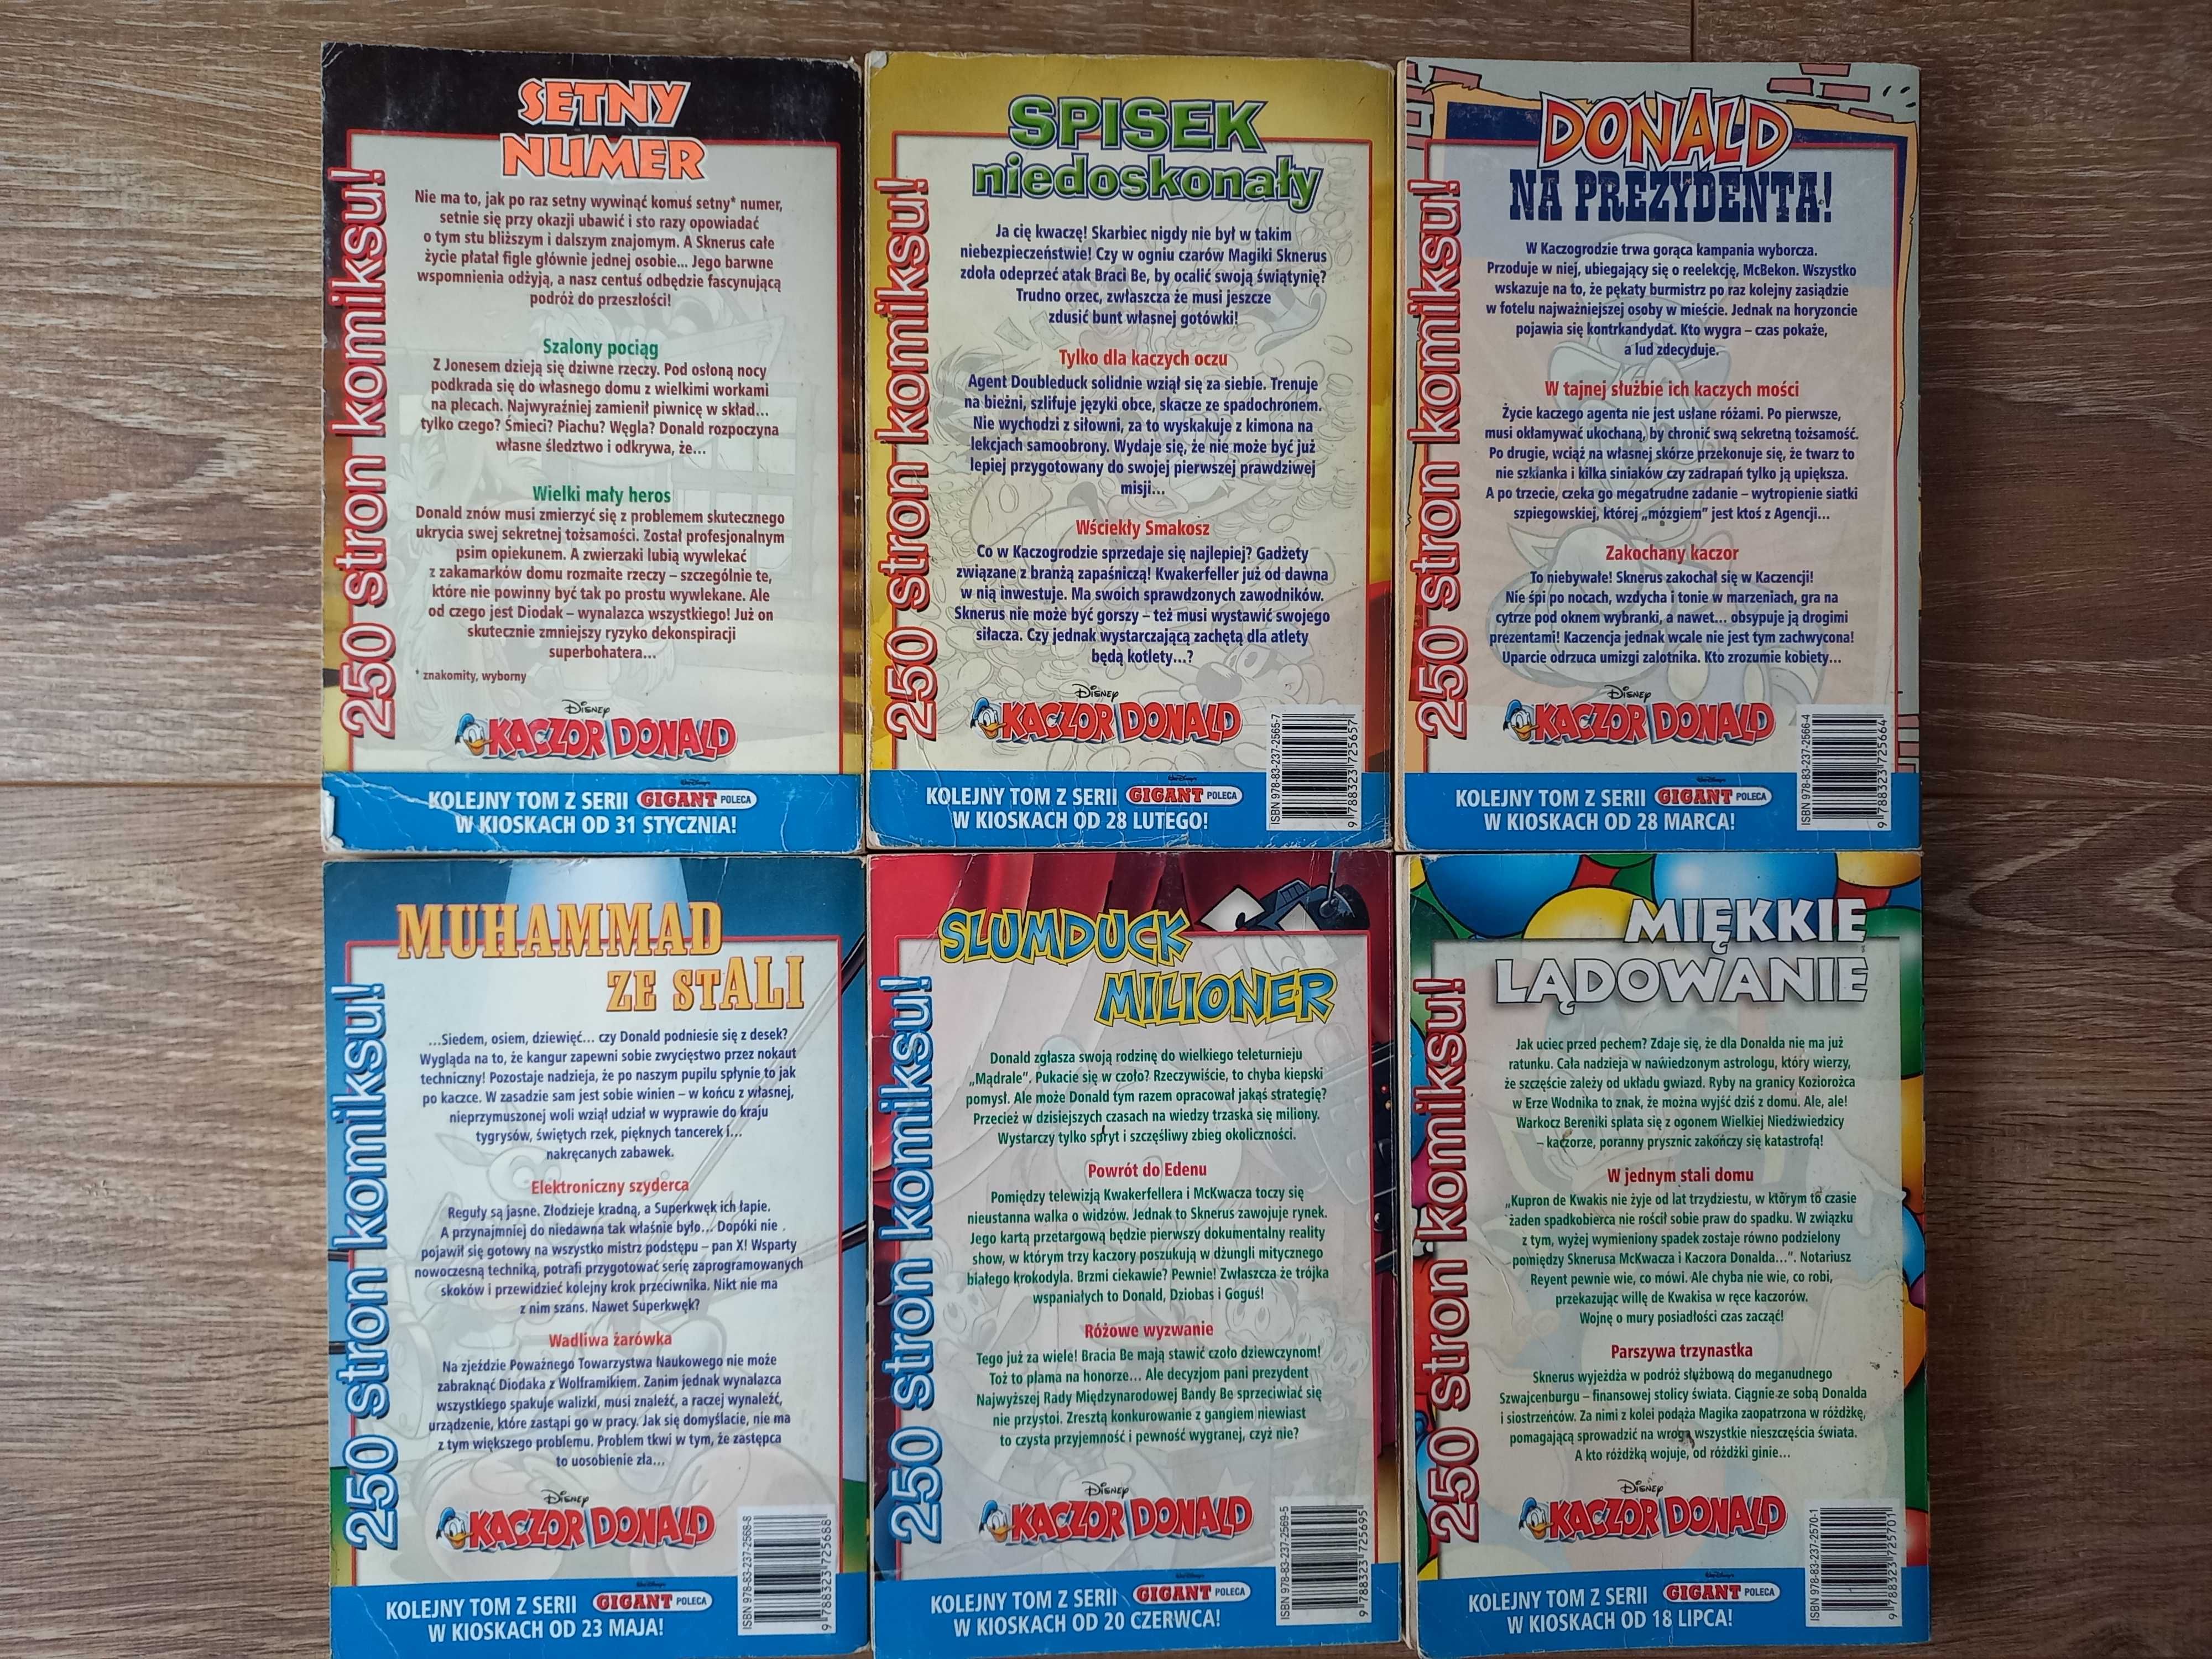 SETNY
NUMER
250 stron komiksu!
Nie ma to, jak po raz setny wywinąć komuś setny* numer,
setnie się przy okazji ubawić i sto razy opowiadać
o tym stu bliższym i dalszym znajomym. A Sknerus całe
życie płatał figle głównie jednej osobie... Jego barwne
wspomnienia odżyją, a nasz centuś odbędzie fascynującą
podróż do przeszłości!
Szalony pociąg
Z Jonesem dzieją się dziwne rzeczy. Pod osłoną nocy
podkrada się do własnego domu z wielkimi workami
na plecach. Najwyraźniej zamienił piwnicę w skład...
tylko czego? Śmieci? Piachu? Węgla? Donald rozpoczyna
własne śledztwo i odkrywa, że...
Wielki mały heros
Donald znów musi zmierzyć się z problemem skutecznego
ukrycia swej sekretnej tożsamości. Został profesjonalnym
psim opiekunem. A zwierzaki lubią wywlekać
z zakamarków domu rozmaite rzeczy – szczególnie te,
które nie powinny być tak po prostu wywlekane. Ale
od czego jest Diodak – wynalazca wszystkiego! Już on
skutecznie zmniejszy ryzyko dekonspiracji
superbohatera...
* znakomity, wyborny
Disney
KACZOR DONALD
KOLEJNY TOM Z SERII GIGANT POLECA
W KIOSKACH OD 31 STYCZNIA!
SPISEK
niedoskonały
250 stron komiksu!
Ja cię kwaczę! Skarbiec nigdy nie był w takim
niebezpieczeństwie! Czy w ogniu czarów Magiki Sknerus
zdoła odeprzeć atak Braci Be, by ocalić swoją świątynię?
Trudno orzec, zwłaszcza że musi jeszcze
zdusić bunt własnej gotówki!
Tylko dla kaczych oczu
Agent Doubleduck solidnie wziął się za siebie. Trenuje
na bieżni, szlifuje języki obce, skacze ze spadochronem.
Nie wychodzi z siłowni, za to wyskakuje z kimona na
lekcjach samoobrony. Wydaje się, że nie może być już
lepiej przygotowany do swojej pierwszej prawdziwej
misji...
Wściekły Smakosz
Co w Kaczogrodzie sprzedaje się najlepiej? Gadżety
związane z branżą zapaśniczą! Kwakerfeller już od dawna
w nią inwestuje. Ma swoich sprawdzonych zawodników.
Sknerus nie może być gorszy – też musi wystawić swojego
siłacza. Czy jednak wystarczającą zachętą dla atlety
będą kotlety...?
Disney
KACZOR DONALD
ISBN 978-83-237-2565-7
9 788323 725657
KOLEJNY TOM Z SERII GIGANT POLECA
W KIOSKACH OD 28 LUTEGO!
DONALD
NA PREZYDENTA!
250 stron komiksu!
W Kaczogrodzie trwa gorąca kampania wyborcza.
Przoduje w niej, ubiegający się o reelekcję, McBekon. Wszystko
wskazuje na to, że pękaty burmistrz po raz kolejny zasiądzie
w fotelu najważniejszej osoby w mieście. Jednak na horyzoncie
pojawia się kontrkandydat. Kto wygra – czas pokaże,
a lud zdecyduje.
W tajnej służbie ich kaczych mości
Życie kaczego agenta nie jest usłane różami. Po pierwsze,
musi okłamywać ukochaną, by chronić swą sekretną tożsamość.
Po drugie, wciąż na własnej skórze przekonuje się, że twarz to
nie szklanka i kilka siniaków czy zadrapań tylko ją upiększa.
A po trzecie, czeka go megatrudne zadanie – wytropienie siatki
szpiegowskiej, której „mózgiem” jest ktoś z Agencji...
Zakochany kaczor
To niebywałe! Sknerus zakochał się w Kaczencji!
Nie śpi po nocach, wzdycha i tonie w marzeniach, gra na
cytrze pod oknem wybranki, a nawet... obsypuje ją drogimi
prezentami! Kaczencja jednak wcale nie jest tym zachwycona!
Uparcie odrzuca umizgi zalotnika. Kto zrozumie kobiety...
Disney
KACZOR DONALD
ISBN 978-83-237-2566-4
9 788323 725664
KOLEJNY TOM Z SERII GIGANT POLECA
W KIOSKACH OD 28 MARCA!
MUHAMMAD
ZE STALI
250 stron komiksu!
...Siedem, osiem, dziewięć... czy Donald podniesie się z desek?
Wygląda na to, że kangur zapewni sobie zwycięstwo przez nokaut
techniczny! Pozostaje nadzieja, że po naszym pupilu spłynie to jak
po kaczce. W zasadzie sam jest sobie winien – w końcu z własnej,
nieprzymuszonej woli wziął udział w wyprawie do kraju
tygrysów, świętych rzek, pięknych tancerek i...
nakręcanych zabawek.
Elektroniczny szyderca
Reguły są jasne. Złodzieje kradną, a Superkwęk ich łapie.
A przynajmniej do niedawna tak właśnie było... Dopóki nie
pojawił się gotowy na wszystko mistrz podstępu – pan X! Wsparty
nowoczesną techniką, potrafi przygotować serię zaprogramowanych
skoków i przewidzieć kolejny krok przeciwnika. Nikt nie ma
z nim szans. Nawet Superkwęk?
Wadliwa żarówka
Na zjeździe Poważnego Towarzystwa Naukowego nie może
zabraknąć Diodaka z Wolframikiem. Zanim jednak wynalazca
wszystkiego spakuje walizki, musi znaleźć, a raczej wynaleźć,
urządzenie, które zastąpi go w pracy. Jak się domyślacie, nie ma
z tym większego problemu. Problem tkwi w tym, że zastępca
to uosobienie zła...
Disney
KACZOR DONALD
ISBN 978-83-237-2568-8
9 788323 725688
KOLEJNY TOM Z SERII GIGANT POLECA
W KIOSKACH OD 23 MAJA!
SLUMDUCK
MILIONER
250 stron komiksu!
Donald zgłasza swoją rodzinę do wielkiego teleturnieju
„Mądrale”. Pukacie się w czoło? Rzeczywiście, to chyba kiepski
pomysł. Ale może Donald tym razem opracował jakąś strategię?
Przecież w dzisiejszych czasach na wiedzy trzaska się miliony.
Wystarczy tylko spryt i szczęśliwy zbieg okoliczności.
Powrót do Edenu
Pomiędzy telewizją Kwakerfellera i McKwacza toczy się
nieustanna walka o widzów. Jednak to Sknerus zawojuje rynek.
Jego kartą przetargową będzie pierwszy dokumentalny reality
show, w którym trzy kaczory poszukują w dżungli mitycznego
białego krokodyla. Brzmi ciekawie? Pewnie! Zwłaszcza że trójka
wspaniałych to Donald, Dziobas i Goguś!
Różowe wyzwanie
Tego już za wiele! Bracia Be mają stawić czoło dziewczynom!
Toż to plama na honorze... Ale decyzjom pani prezydent
Najwyższej Rady Międzynarodowej Bandy Be sprzeciwiać się
nie przystoi. Zresztą konkurowanie z gangiem niewiast
to czysta przyjemność i pewność wygranej, czyż nie?
Disney
KACZOR DONALD
ISBN 978-83-237-2569-5
9 788323 725695
KOLEJNY TOM Z SERII GIGANT POLECA
W KIOSKACH OD 20 CZERWCA!
MIĘKKIE
LĄDOWANIE
250 stron komiksu!
Jak uciec przed pechem? Zdaje się, że dla Donalda nie ma już
ratunku. Cała nadzieja w nawiedzonym astrologu, który wierzy,
że szczęście zależy od układu gwiazd. Ryby na granicy Koziorożca
w Erze Wodnika to znak, że można wyjść dziś z domu. Ale, ale!
Warkocz Bereniki splata się z ogonem Wielkiej Niedźwiedzicy
– kaczorze, poranny prysznic zakończy się katastrofą!
W jednym stali domu
„Kupron de Kwakis nie żyje od lat trzydziestu, w którym to czasie
żaden spadkobierca nie rościł sobie praw do spadku. W związku
z tym, wyżej wymieniony spadek zostaje równo podzielony
pomiędzy Sknerusa McKwacza i Kaczora Donalda...”. Notariusz
Reyent pewnie wie, co mówi. Ale chyba nie wie, co robi,
przekazując willę de Kwakisa w ręce kaczorów.
Wojnę o mury posiadłości czas zacząć!
Parszywa trzynastka
Sknerus wyjeżdża w podróż służbową do meganudnego
Szwajcenburgu – finansowej stolicy świata. Ciągnie ze sobą Donalda
i siostrzeńców. Za nimi z kolei podąża Magika zaopatrzona w różdżkę,
pomagającą sprowadzić na wroga wszystkie nieszczęścia świata.
A kto różdżką wojuje, od różdżki ginie...
Disney
KACZOR DONALD
ISBN 978-83-237-2570-1
9 788323 725701
KOLEJNY TOM Z SERII GIGANT POLECA
W KIOSKACH OD 18 LIPCA!